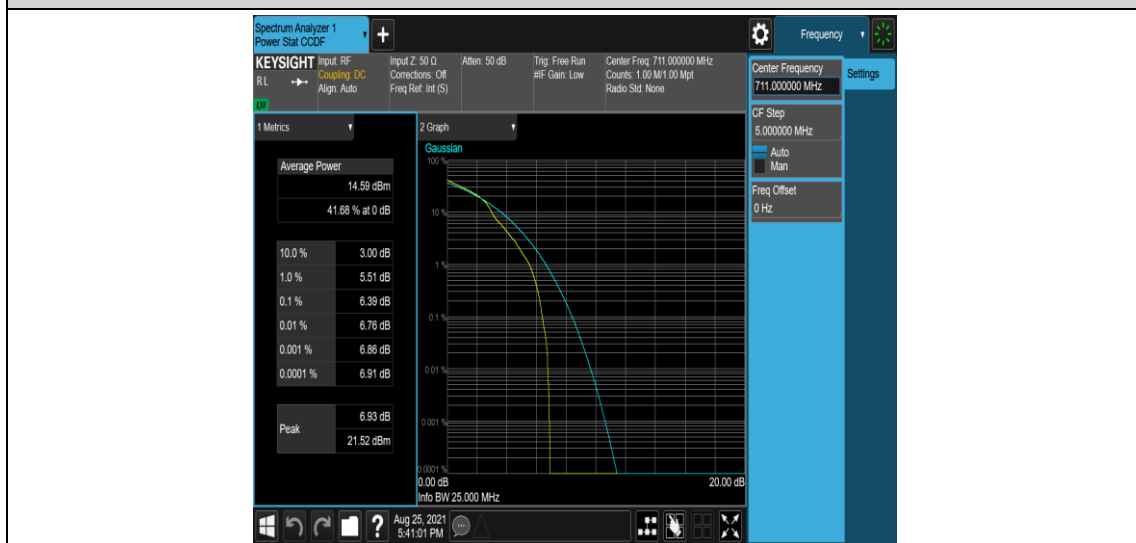 Spectrum Analyzer 1
Power Stat CCDF
+
Frequency
KEYSIGHT
RL
LXI
Input: RF
Coupling: DC
Align: Auto
Input Z: 50 Ω
Corrections: Off
Freq Ref: Int (S)
Atten: 50 dB
Trig: Free Run
#IF Gain: Low
Center Freq: 711.000000 MHz
Counts: 1.00 M/1.00 Mpt
Radio Std: None
Center Frequency
711.000000 MHz
Settings
CF Step
5.000000 MHz
Auto
Man
Freq Offset
0 Hz
1 Metrics
Average Power
14.59 dBm
41.68 % at 0 dB
10.0 % 3.00 dB
1.0 % 5.51 dB
0.1 % 6.39 dB
0.01 % 6.76 dB
0.001 % 6.86 dB
0.0001 % 6.91 dB
Peak
6.93 dB
21.52 dBm
2 Graph
Gaussian
100 %
10 %
1 %
0.1 %
0.01 %
0.001 %
0.0001 %
0.00 dB 20.00 dB
Info BW 25.000 MHz
?
Aug 25, 2021
5:41:01 PM